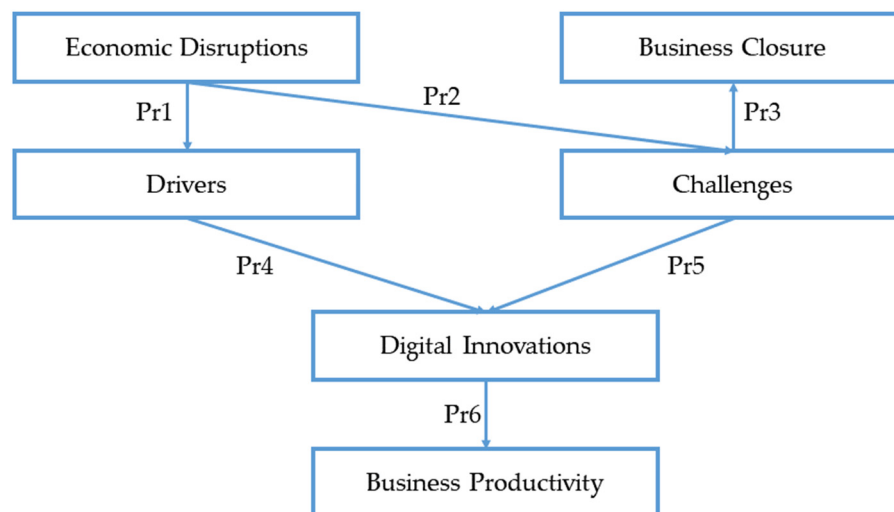 Economic Disruptions
Business Closure
Pr1
Pr2
Pr3
Drivers
Challenges
Pr4
Pr5
Digital Innovations
Pr6
Business Productivity